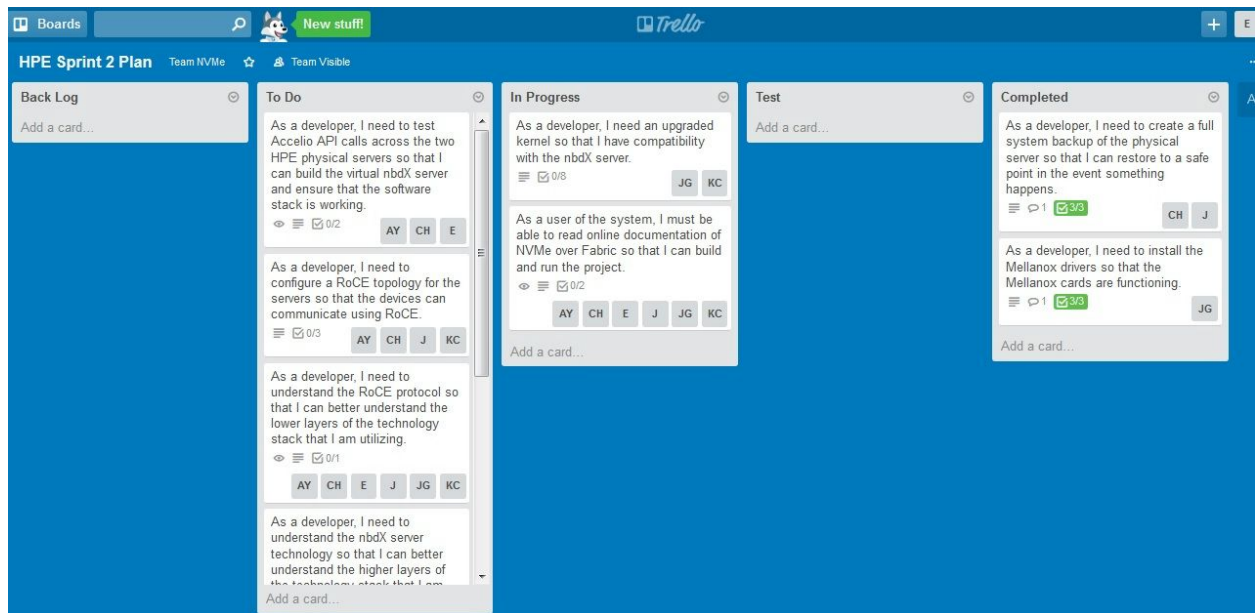 Boards
New stuff!
Trello
+
E
HPE Sprint 2 Plan
Team NVMe
Team Visible
Back Log
Add a card...
To Do
As a developer, I need to test
Accelio API calls across the two
HPE physical servers so that I
can build the virtual nbdX server
and ensure that the software
stack is working.
0/2
AY CH E
As a developer, I need to
configure a RoCE topology for the
servers so that the devices can
communicate using RoCE.
0/3
AY CH J KC
As a developer, I need to
understand the RoCE protocol so
that I can better understand the
lower layers of the technology
stack that I am utilizing.
0/1
AY CH E J JG KC
As a developer, I need to
understand the nbdX server
technology so that I can better
understand the higher layers of
the technology stack that I am
Add a card...
In Progress
As a developer, I need an upgraded
kernel so that I have compatibility
with the nbdX server.
0/8
JG KC
As a user of the system, I must be
able to read online documentation of
NVMe over Fabric so that I can build
and run the project.
0/2
AY CH E J JG KC
Add a card...
Test
Add a card...
Completed
As a developer, I need to create a full
system backup of the physical
server so that I can restore to a safe
point in the event something
happens.
1 3/3
CH J
As a developer, I need to install the
Mellanox drivers so that the
Mellanox cards are functioning.
1 3/3
JG
Add a card...
A